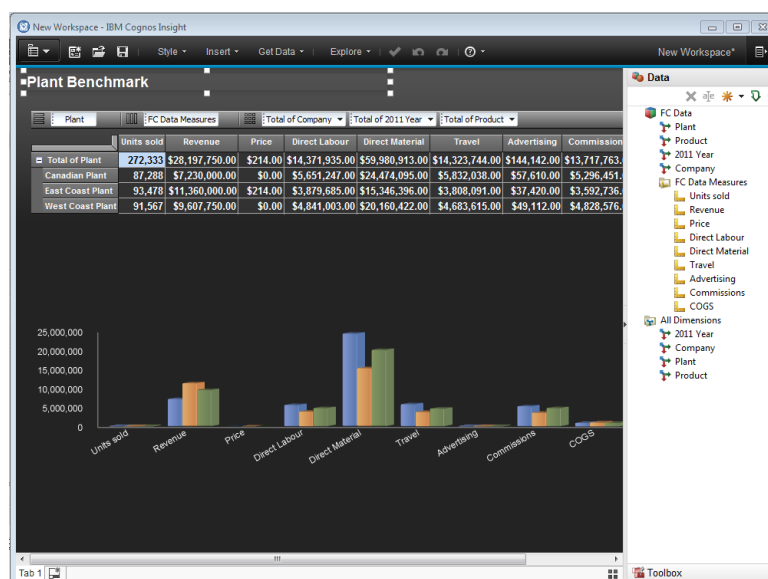 New Workspace - IBM Cognos Insight
Style Insert Get Data Explore New Workspace*
Plant Benchmark
Plant FC Data Measures Total of Company Total of 2011 Year Total of Product
Units sold Revenue Price Direct Labour Direct Material Travel Advertising Commission
Total of Plant 272,333 $28,197,750.00 $214.00 $14,371,935.00 $59,980,913.00 $14,323,744.00 $144,142.00 $13,717,763.
Canadian Plant 87,288 $7,230,000.00 $0.00 $5,651,247.00 $24,474,095.00 $5,832,038.00 $57,610.00 $5,296,451.
East Coast Plant 93,478 $11,360,000.00 $214.00 $3,879,685.00 $15,346,396.00 $3,808,091.00 $37,420.00 $3,592,736.
West Coast Plant 91,567 $9,607,750.00 $0.00 $4,841,003.00 $20,160,422.00 $4,683,615.00 $49,112.00 $4,828,576.
25,000,000
20,000,000
15,000,000
10,000,000
5,000,000
0
Units sold Revenue Price Direct Labour Direct Material Travel Advertising Commissions COGS
Tab 1
Data
FC Data
Plant
Product
2011 Year
Company
FC Data Measures
Units sold
Revenue
Price
Direct Labour
Direct Material
Travel
Advertising
Commissions
COGS
All Dimensions
2011 Year
Company
Plant
Product
Toolbox